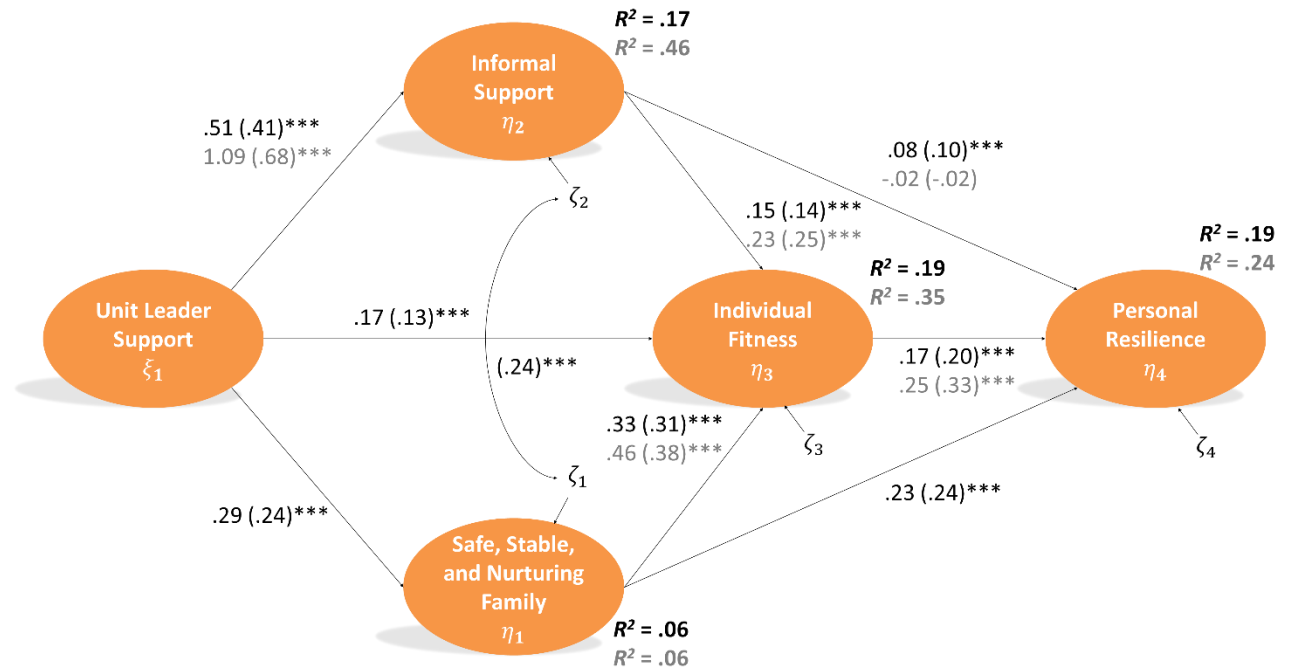 R² = .17
R² = .46
Informal
Support
η₂
.51 (.41)***
1.09 (.68)***
.08 (.10)***
-.02 (-.02)
ζ₂
.15 (.14)***
.23 (.25)***
R² = .19
R² = .24
R² = .19
R² = .35
Unit Leader
Support
ξ₁
.17 (.13)***
(.24)***
Individual
Fitness
η₃
.17 (.20)***
.25 (.33)***
Personal
Resilience
η₄
.33 (.31)***
.46 (.38)***
ζ₃
ζ₄
ζ₁
.29 (.24)***
.23 (.24)***
Safe, Stable,
and Nurturing
Family
η₁
R² = .06
R² = .06